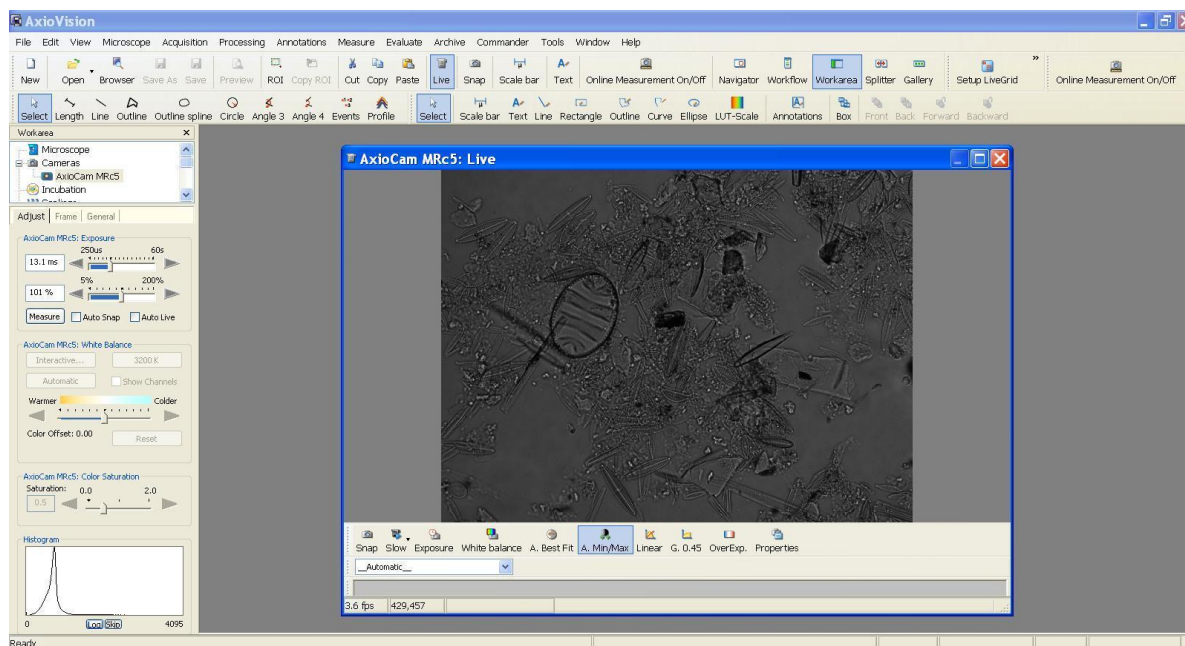 AxioVision
File Edit View Microscope Acquisition Processing Annotations Measure Evaluate Archive Commander Tools Window Help
New Open Browser Save As Save Preview ROI Copy ROI Cut Copy Paste Live Snap Scale bar Text Online Measurement On/Off Navigator Workflow Workarea Splitter Gallery Setup LiveGrid » Online Measurement On/Off
Select Length Line Outline Outline spline Circle Angle 3 Angle 4 Events Profile Select Scale bar Text Line Rectangle Outline Curve Ellipse LUT-Scale Annotations Box Front Back Forward Backward
Workarea
Microscope
Cameras
AxioCam MRc5
Incubation
Adjust Frame General
AxioCam MRc5: Exposure
250us 60s
13.1 ms
5% 200%
101 %
Measure Auto Snap Auto Live
AxioCam MRc5: White Balance
Interactive... 3200 K
Automatic Show Channels
Warmer Colder
Color Offset: 0.00 Reset
AxioCam MRc5: Color Saturation
Saturation: 0.0 2.0
0.5
Histogram
0 Log Skip 4095
AxioCam MRc5: Live
Snap Slow Exposure White balance A. Best Fit A. Min/Max Linear G. 0.45 OverExp. Properties
__Automatic__
3.6 fps 429,457
Ready